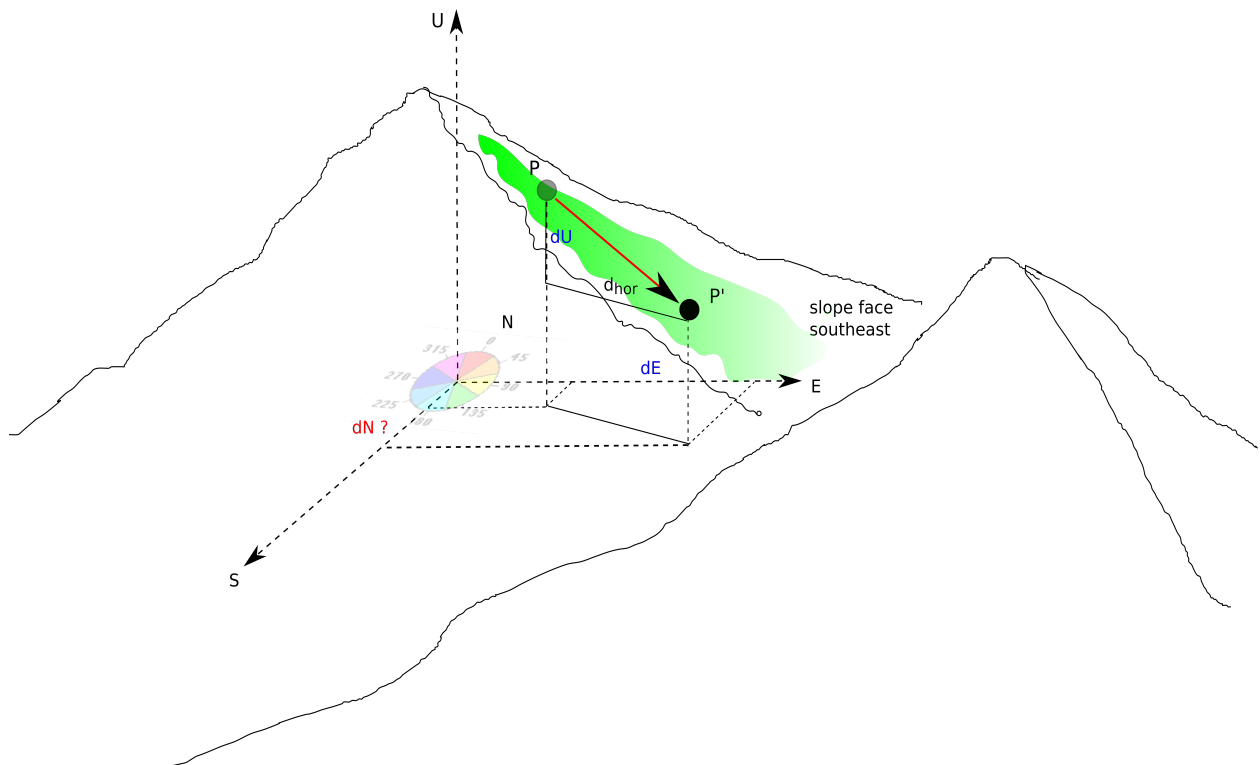 U
P
dU
dhor
P'
slope face
southeast
N
0
315
45
270
90
dE
E
225
135
180
dN ?
S